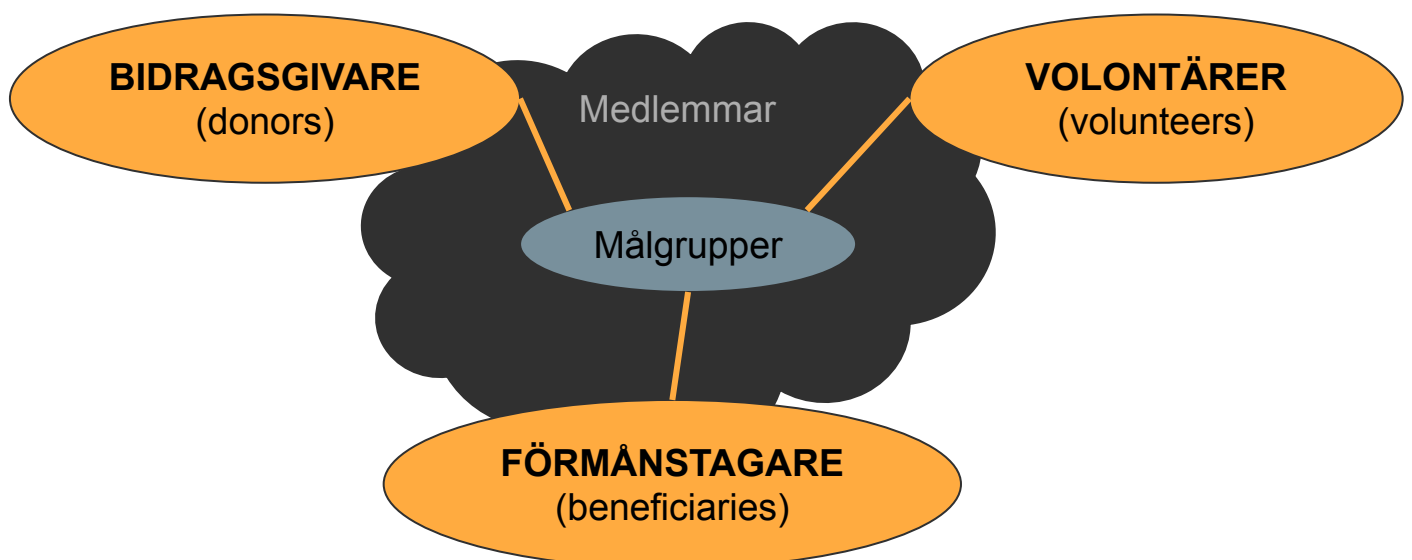 BIDRAGSGIVARE
(donors)
Medlemmar
VOLONTÄRER
(volunteers)
Målgrupper
FÖRMÅNSTAGARE
(beneficiaries)